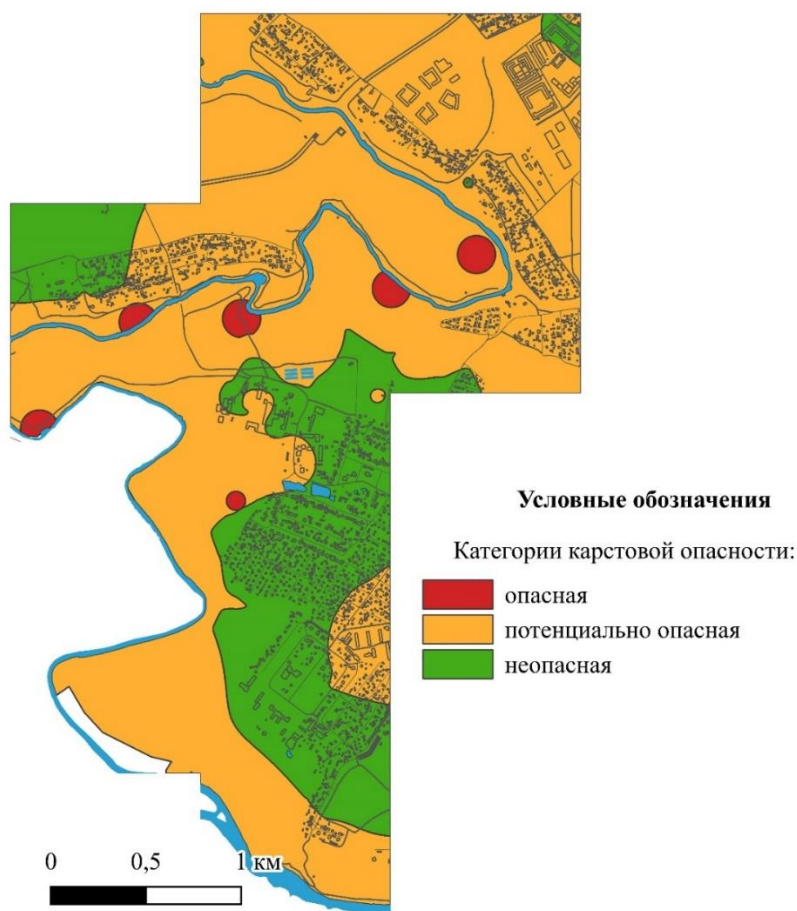 Условные обозначения
Категории карстовой опасности:
опасная
потенциально опасная
неопасная
0 0,5 1 км